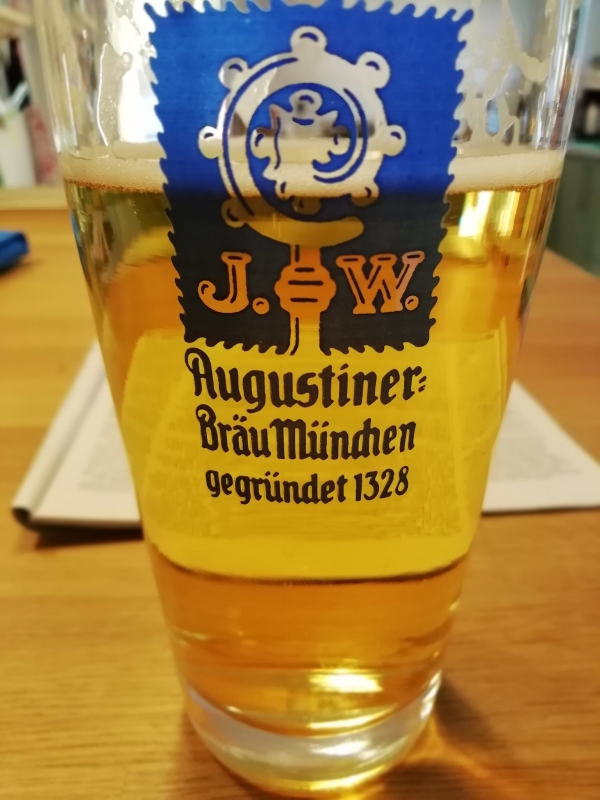 J. W.
Augustiner=
Bräu München
gegründet 1328